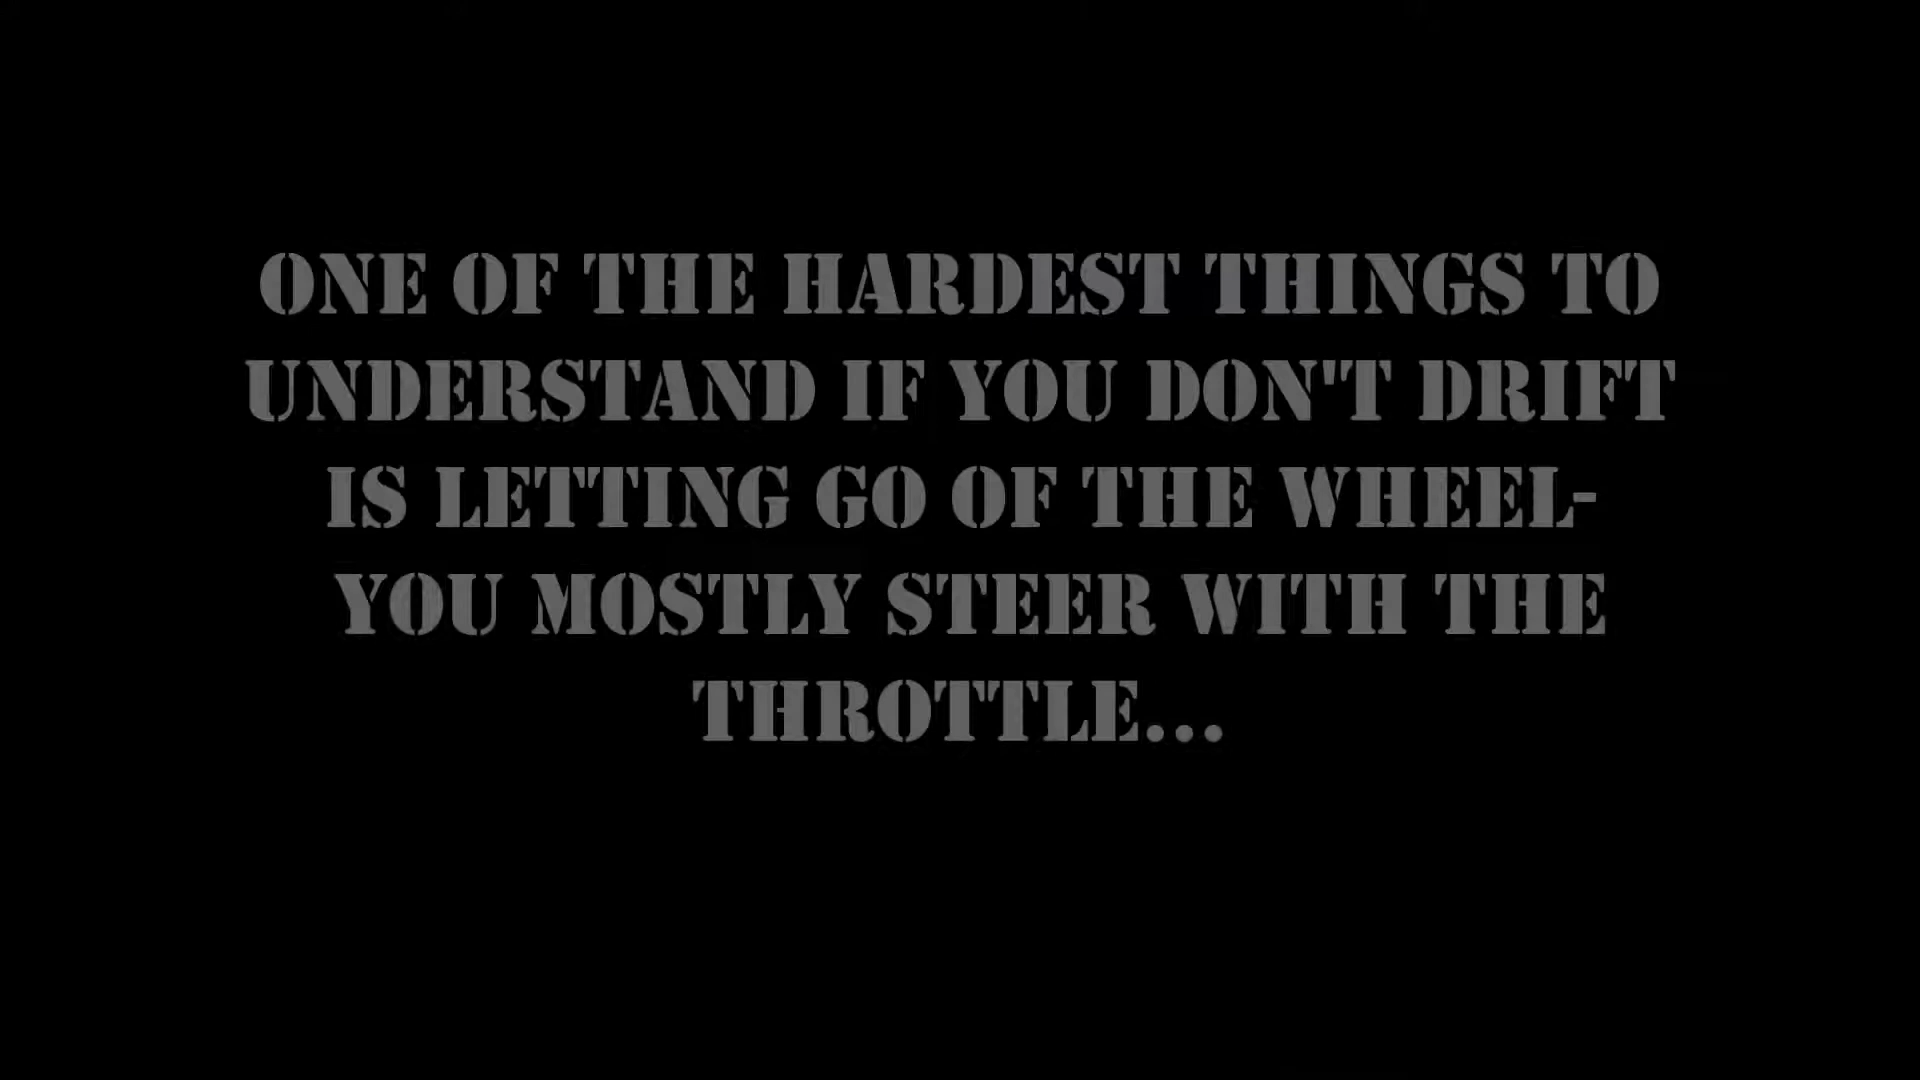 ONE OF THE HARDEST THINGS TO
UNDERSTAND IF YOU DON'T DRIFT
IS LETTING GO OF THE WHEEL-
YOU MOSTLY STEER WITH THE
THROTTLE...